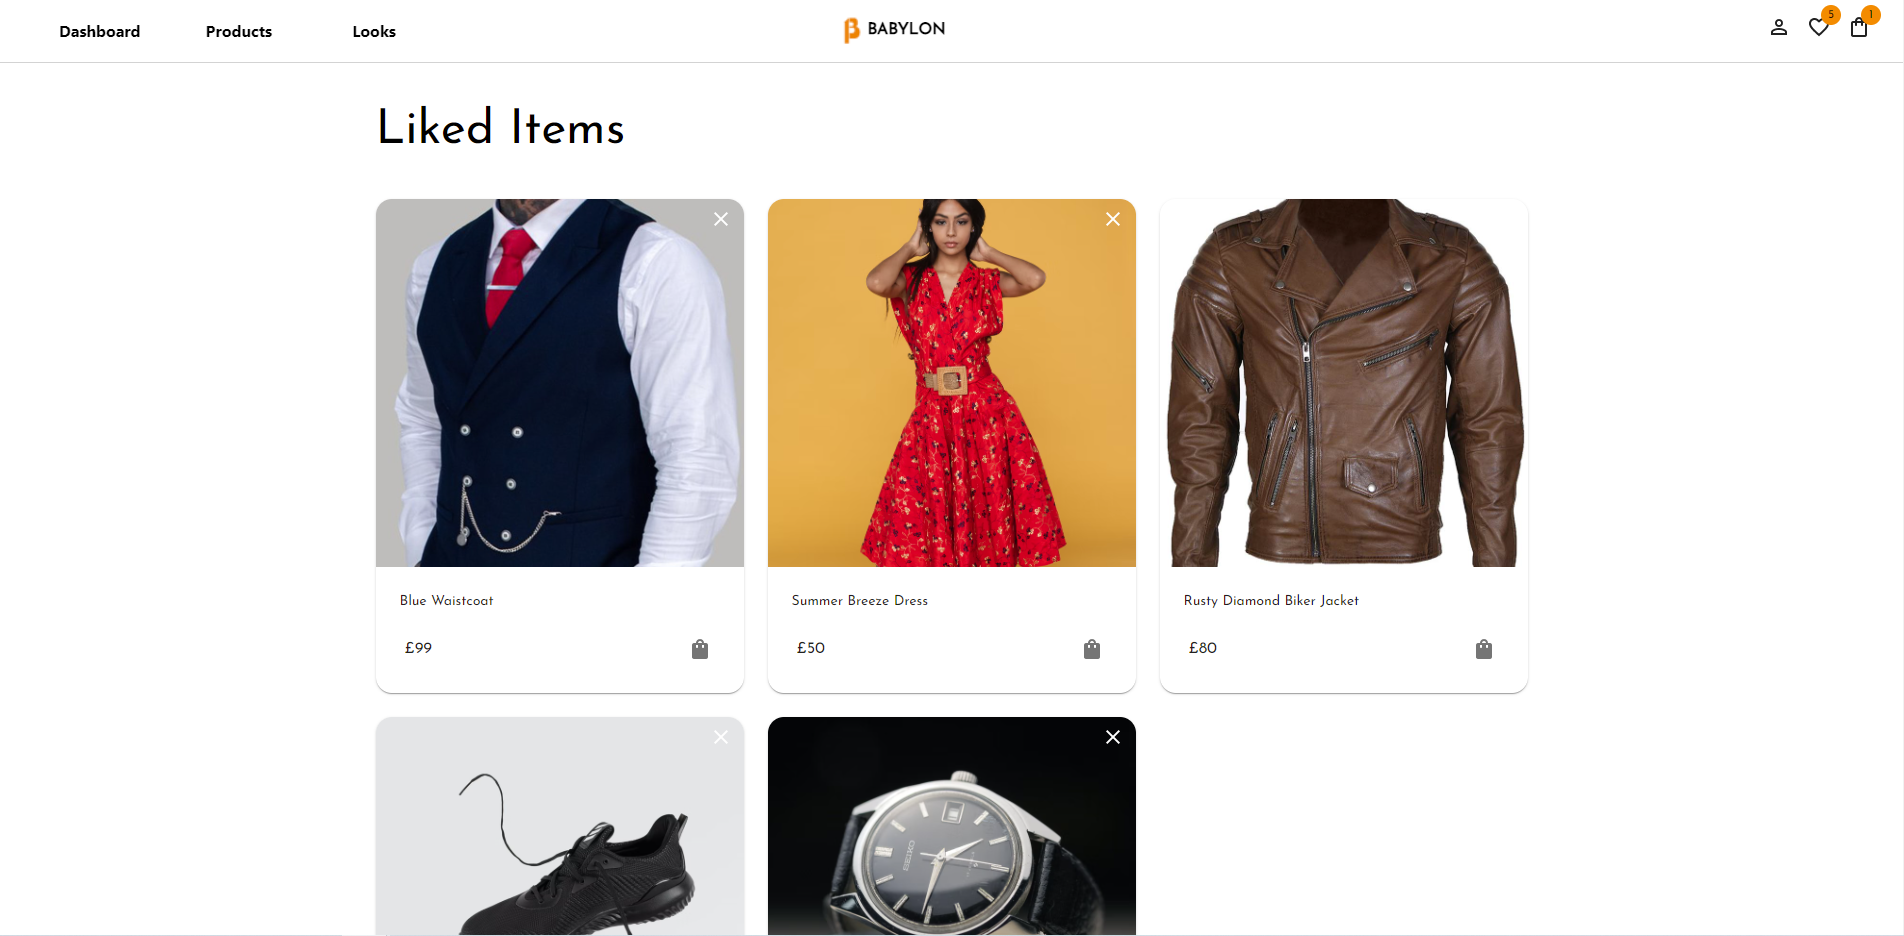 Dashboard
Products
Looks
BABYLON
5
1
Liked Items
Blue Waistcoat
£99
Summer Breeze Dress
£50
Rusty Diamond Biker Jacket
£80
SEIKO